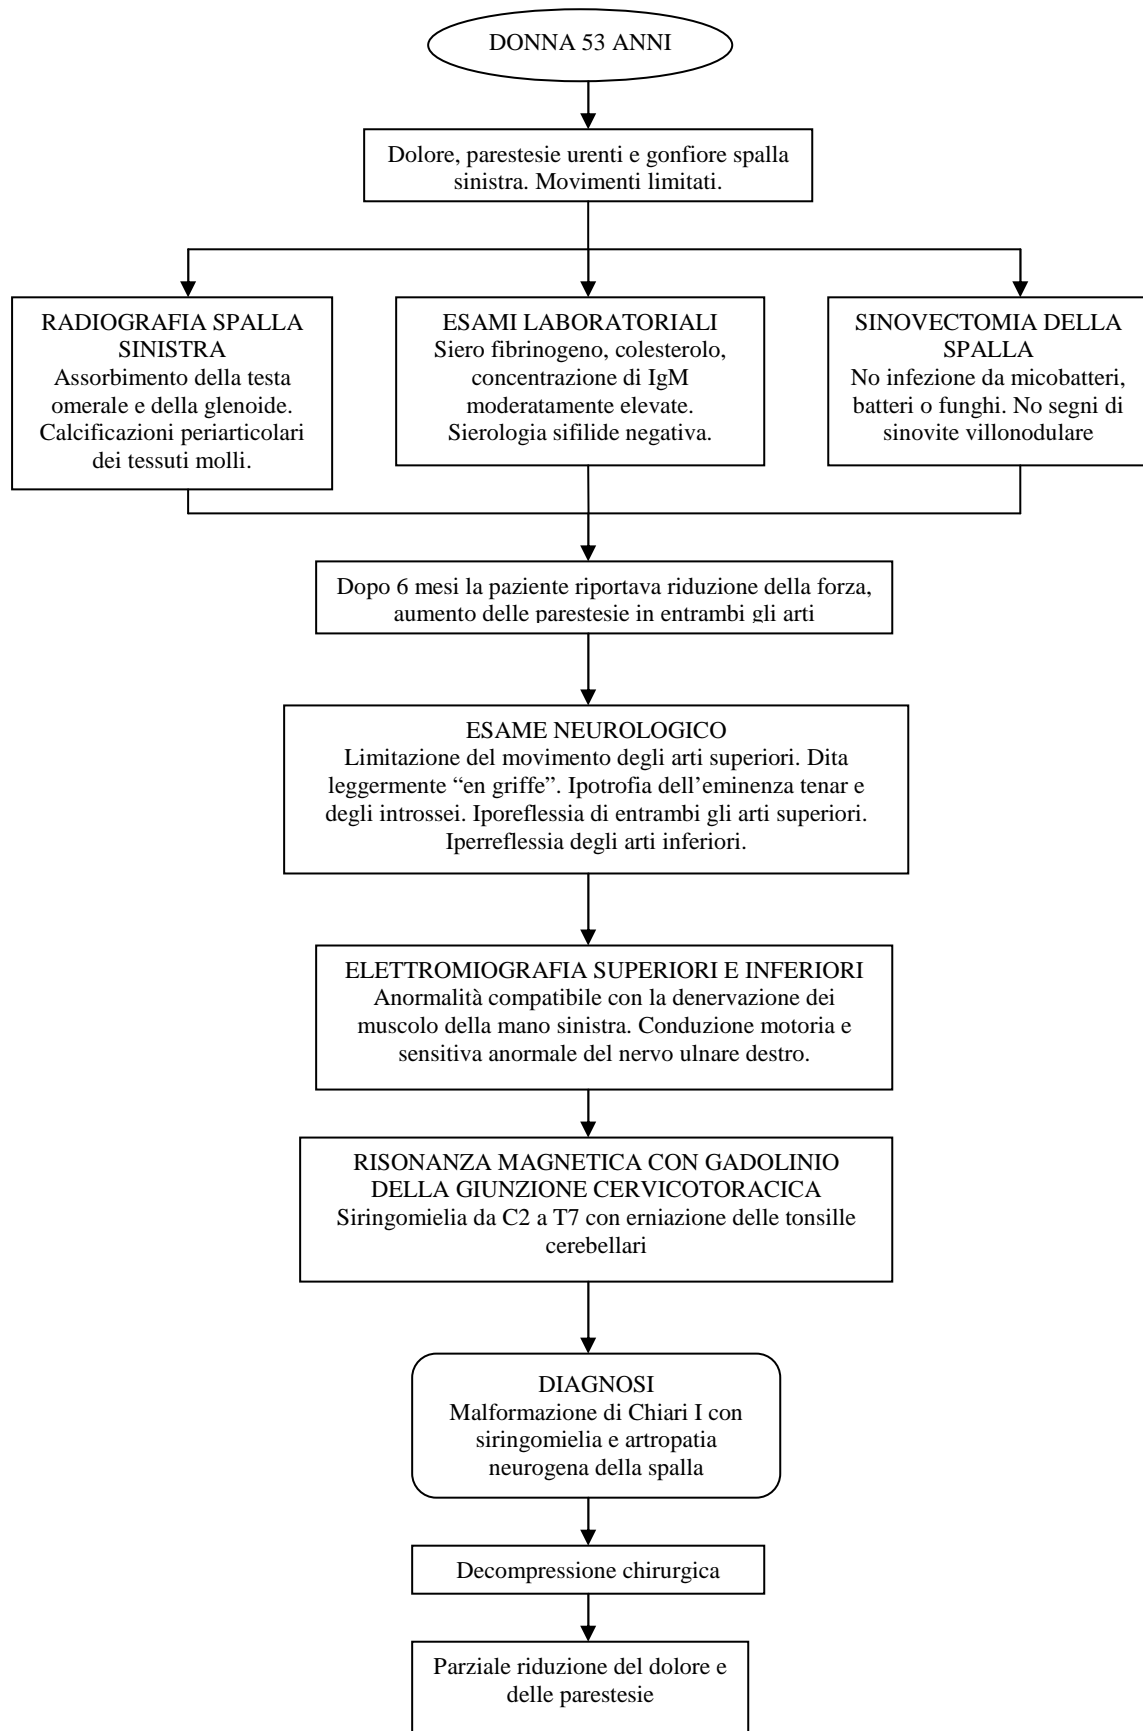 DONNA 53 ANNI
Dolore, parestesie urenti e gonfiore spalla
sinistra. Movimenti limitati.
RADIOGRAFIA SPALLA
SINISTRA
Assorbimento della testa
omerale e della glenoide.
Calcificazioni periarticolari
dei tessuti molli.
ESAMI LABORATORIALI
Siero fibrinogeno, colesterolo,
concentrazione di IgM
moderatamente elevate.
Sierologia sifilide negativa.
SINOVECTOMIA DELLA
SPALLA
No infezione da micobatteri,
batteri o funghi. No segni di
sinovite villonodulare
Dopo 6 mesi la paziente riportava riduzione della forza,
aumento delle parestesie in entrambi gli arti
ESAME NEUROLOGICO
Limitazione del movimento degli arti superiori. Dita
leggermente “en griffe”. Ipotrofia dell’eminenza tenar e
degli introssei. Iporeflessia di entrambi gli arti superiori.
Iperreflessia degli arti inferiori.
ELETTROMIOGRAFIA SUPERIORI E INFERIORI
Anormalità compatibile con la denervazione dei
muscolo della mano sinistra. Conduzione motoria e
sensitiva anormale del nervo ulnare destro.
RISONANZA MAGNETICA CON GADOLINIO
DELLA GIUNZIONE CERVICOTORACICA
Siringomielia da C2 a T7 con erniazione delle tonsille
cerebellari
DIAGNOSI
Malformazione di Chiari I con
siringomielia e artropatia
neurogena della spalla
Decompressione chirurgica
Parziale riduzione del dolore e
delle parestesie